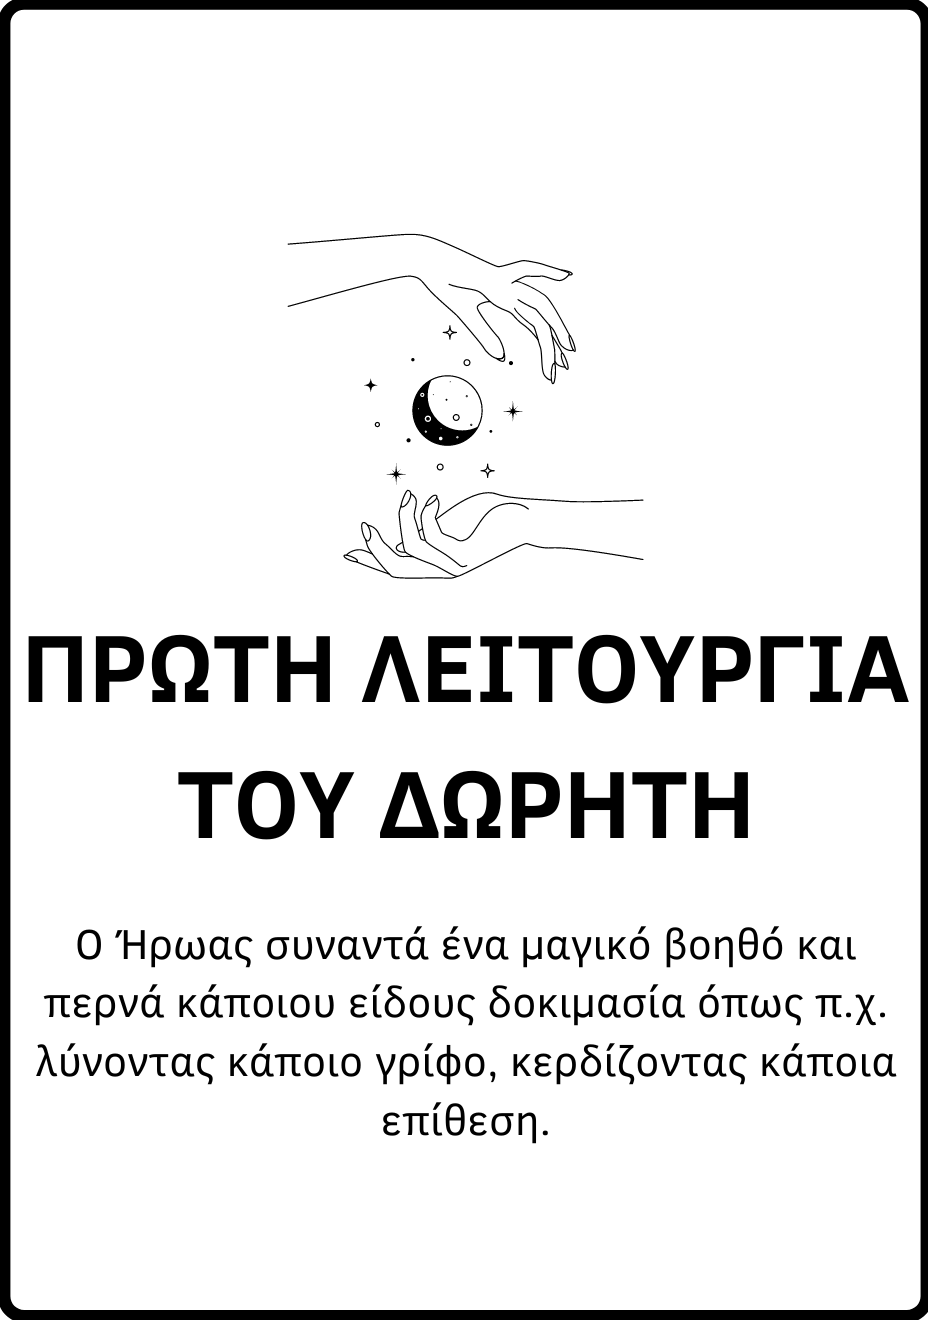 ΠΡΩΤΗ ΛΕΙΤΟΥΡΓΙΑ
ΤΟΥ ΔΩΡΗΤΗ
Ο Ήρωας συναντά ένα μαγικό βοηθό και
περνά κάποιου είδους δοκιμασία όπως π.χ.
λύνοντας κάποιο γρίφο, κερδίζοντας κάποια
επίθεση.